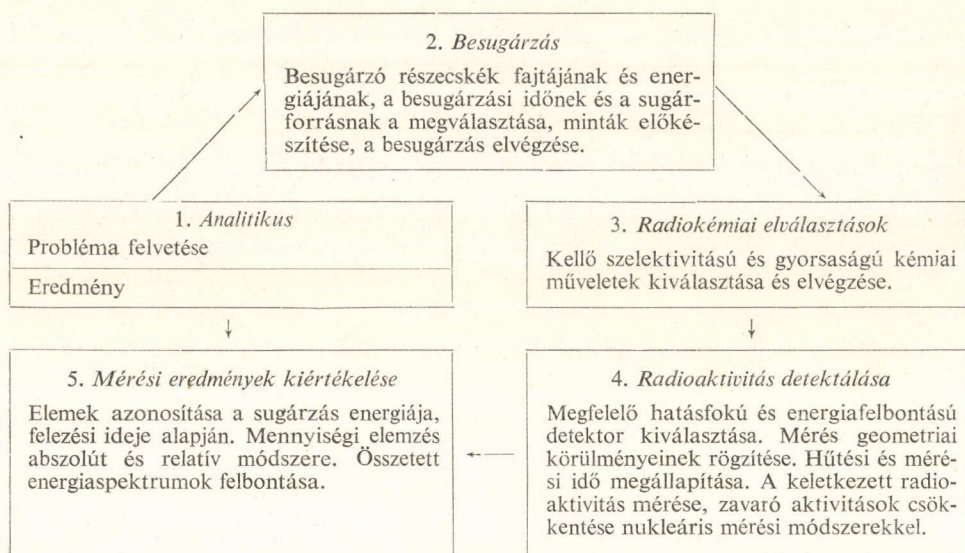 2. Besugárzás
Besugárzó részecskék fajtájának és ener-
giájának, a besugárzási időnek és a sugár-
forrásnak a megválasztása, minták előké-
szítése, a besugárzás elvégzése.
1. Analitikus
Probléma felvetése
Eredmény
3. Radiokémiai elválasztások
Kellő szelektivitású és gyorsaságú kémiai
műveletek kiválasztása és elvégzése.
5. Mérési eredmények kiértékelése
Elemek azonosítása a sugárzás energiája,
felezési ideje alapján. Mennyiségi elemzés
abszolút és relatív módszere. Összetett
energiaspektrumok felbontása.
4. Radioaktivitás detektálása
Megfelelő hatásfokú és energiafelbontású
detektor kiválasztása. Mérés geometriai
körülményeinek rögzítése. Hűtési és méré-
si idő megállapítása. A keletkezett radio-
aktivitás mérése, zavaró aktivitások csök-
kentése nukleáris mérési módszerekkel.